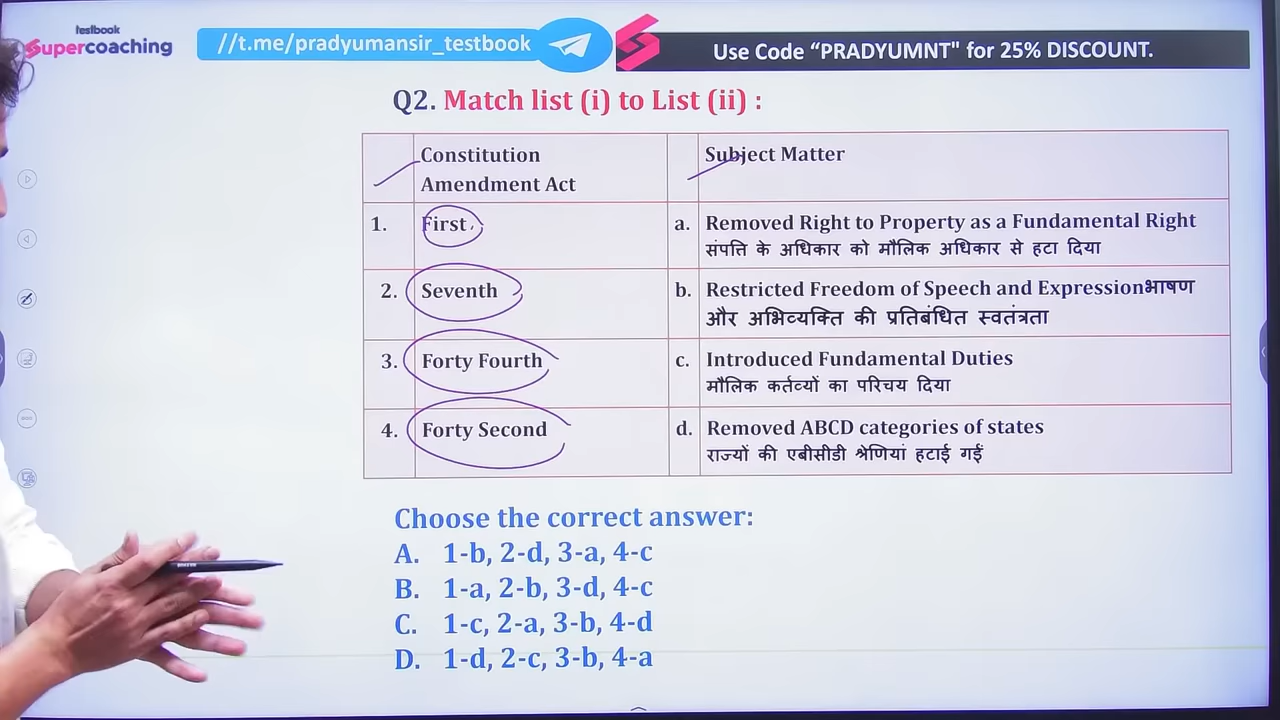 testbook
Supercoaching
//t.me/pradyumansir_testbook
Use Code “PRADYUMNT" for 25% DISCOUNT.
Q2. Match list (i) to List (ii) :
Constitution Amendment Act
Subject Matter
1. First
a. Removed Right to Property as a Fundamental Right
संपत्ति के अधिकार को मौलिक अधिकार से हटा दिया
2. Seventh
b. Restricted Freedom of Speech and Expressionभाषण
और अभिव्यक्ति की प्रतिबंधित स्वतंत्रता
3. Forty Fourth
c. Introduced Fundamental Duties
मौलिक कर्तव्यों का परिचय दिया
4. Forty Second
d. Removed ABCD categories of states
राज्यों की एबीसीडी श्रेणियां हटाई गईं
Choose the correct answer:
A. 1-b, 2-d, 3-a, 4-c
B. 1-a, 2-b, 3-d, 4-c
C. 1-c, 2-a, 3-b, 4-d
D. 1-d, 2-c, 3-b, 4-a